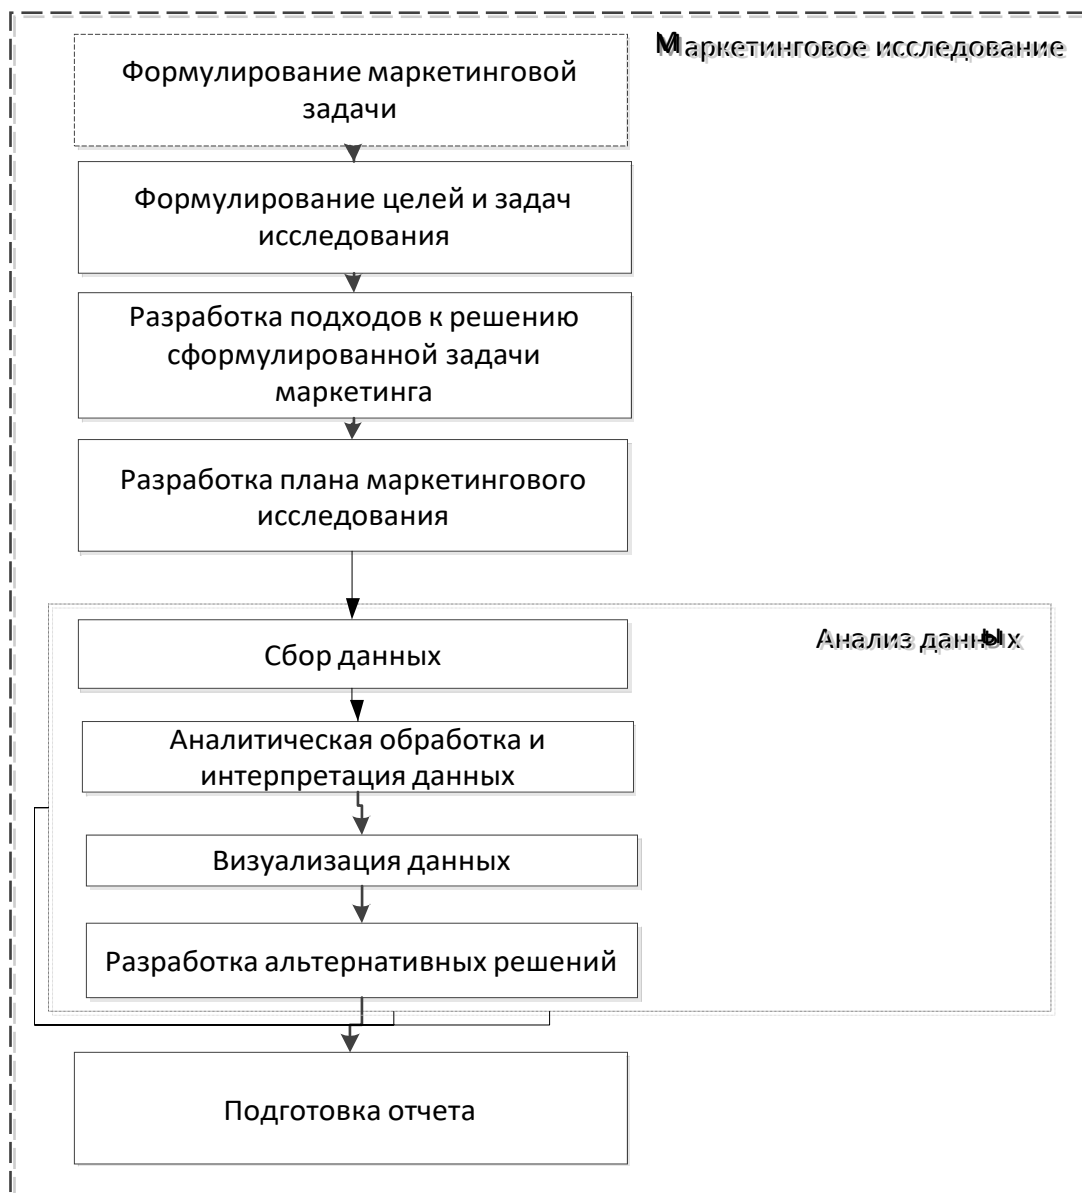 Маркетинговое исследование
Формулирование маркетинговой
задачи
Формулирование целей и задач
исследования
Разработка подходов к решению
сформулированной задачи
маркетинга
Разработка плана маркетингового
исследования
Анализ данных
Сбор данных
Аналитическая обработка и
интерпретация данных
Визуализация данных
Разработка альтернативных решений
Подготовка отчета